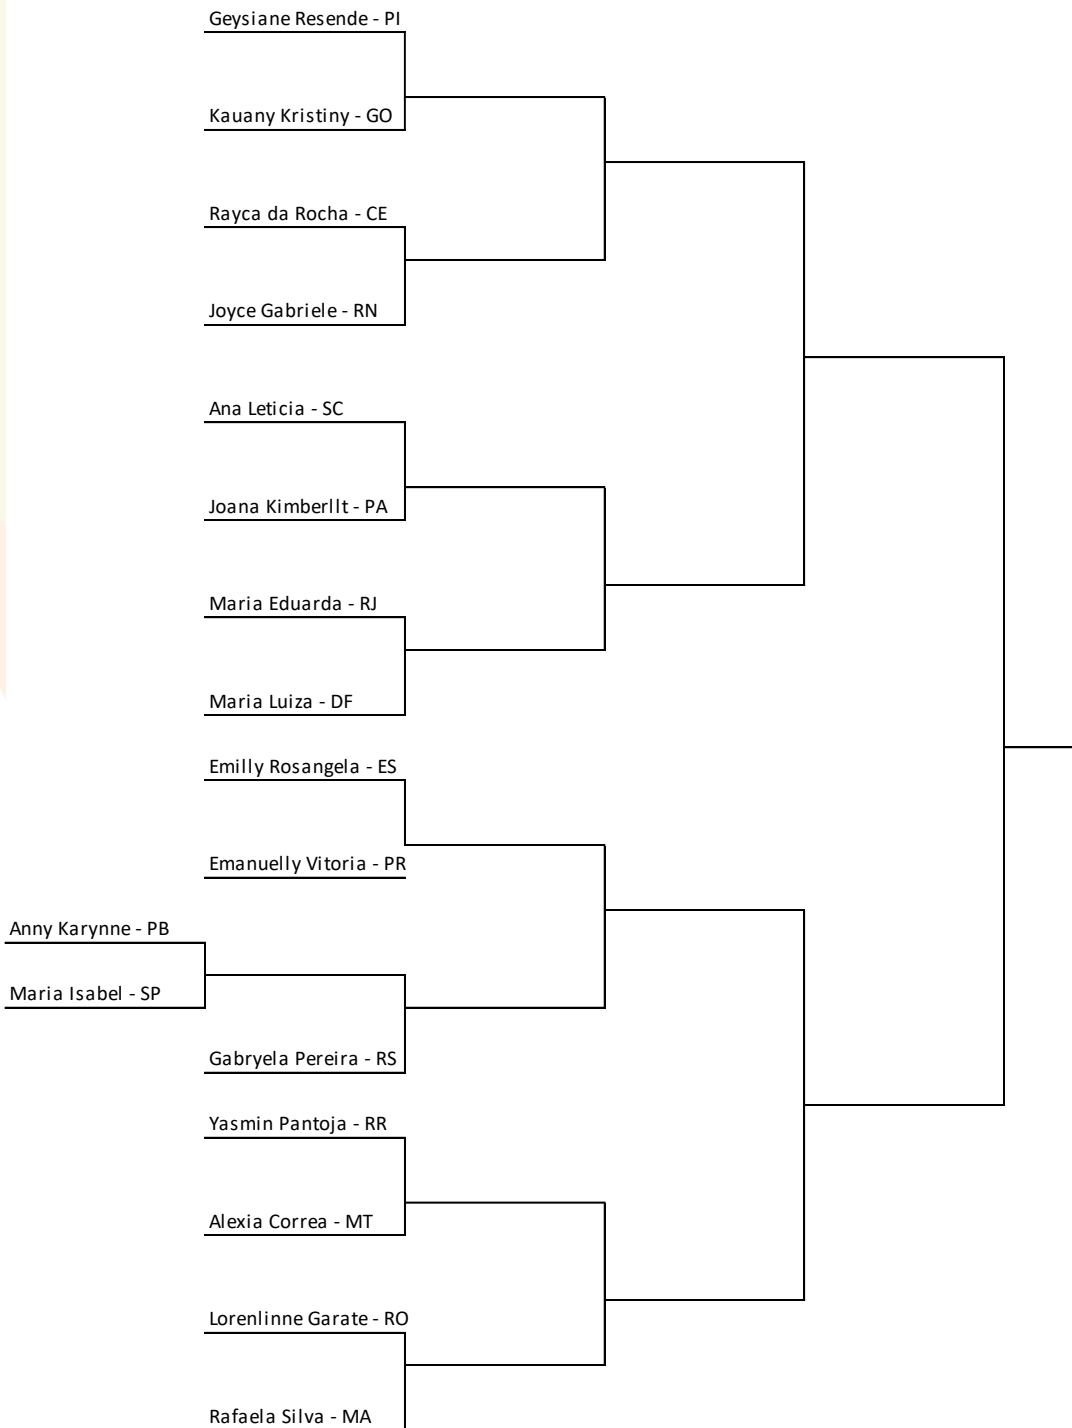 Geysiane Resende - PI
Kauany Kristiny - GO
Rayca da Rocha - CE
Joyce Gabriele - RN
Ana Leticia - SC
Joana Kimberllt - PA
Maria Eduarda - RJ
Maria Luiza - DF
Emilly Rosangela - ES
Emanuelly Vitoria - PR
Anny Karynne - PB
Maria Isabel - SP
Gabryela Pereira - RS
Yasmin Pantoja - RR
Alexia Correa - MT
Lorenlinne Garate - RO
Rafaela Silva - MA